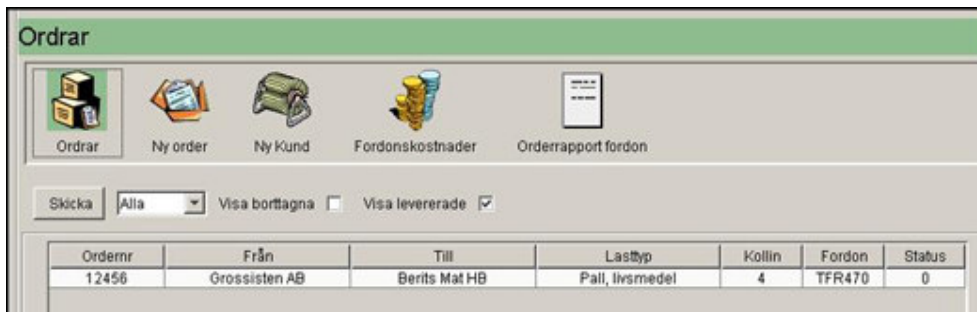 Ordrar
Ordrar Ny order Ny Kund Fordonskostnader Orderrapport fordon
Skicka Alla Visa borttagna Visa levererade
Ordernr Från Till Lasttyp Kollin Fordon Status
12456 Grossisten AB Berits Mat HB Pall, livsmedel 4 TFR470 0